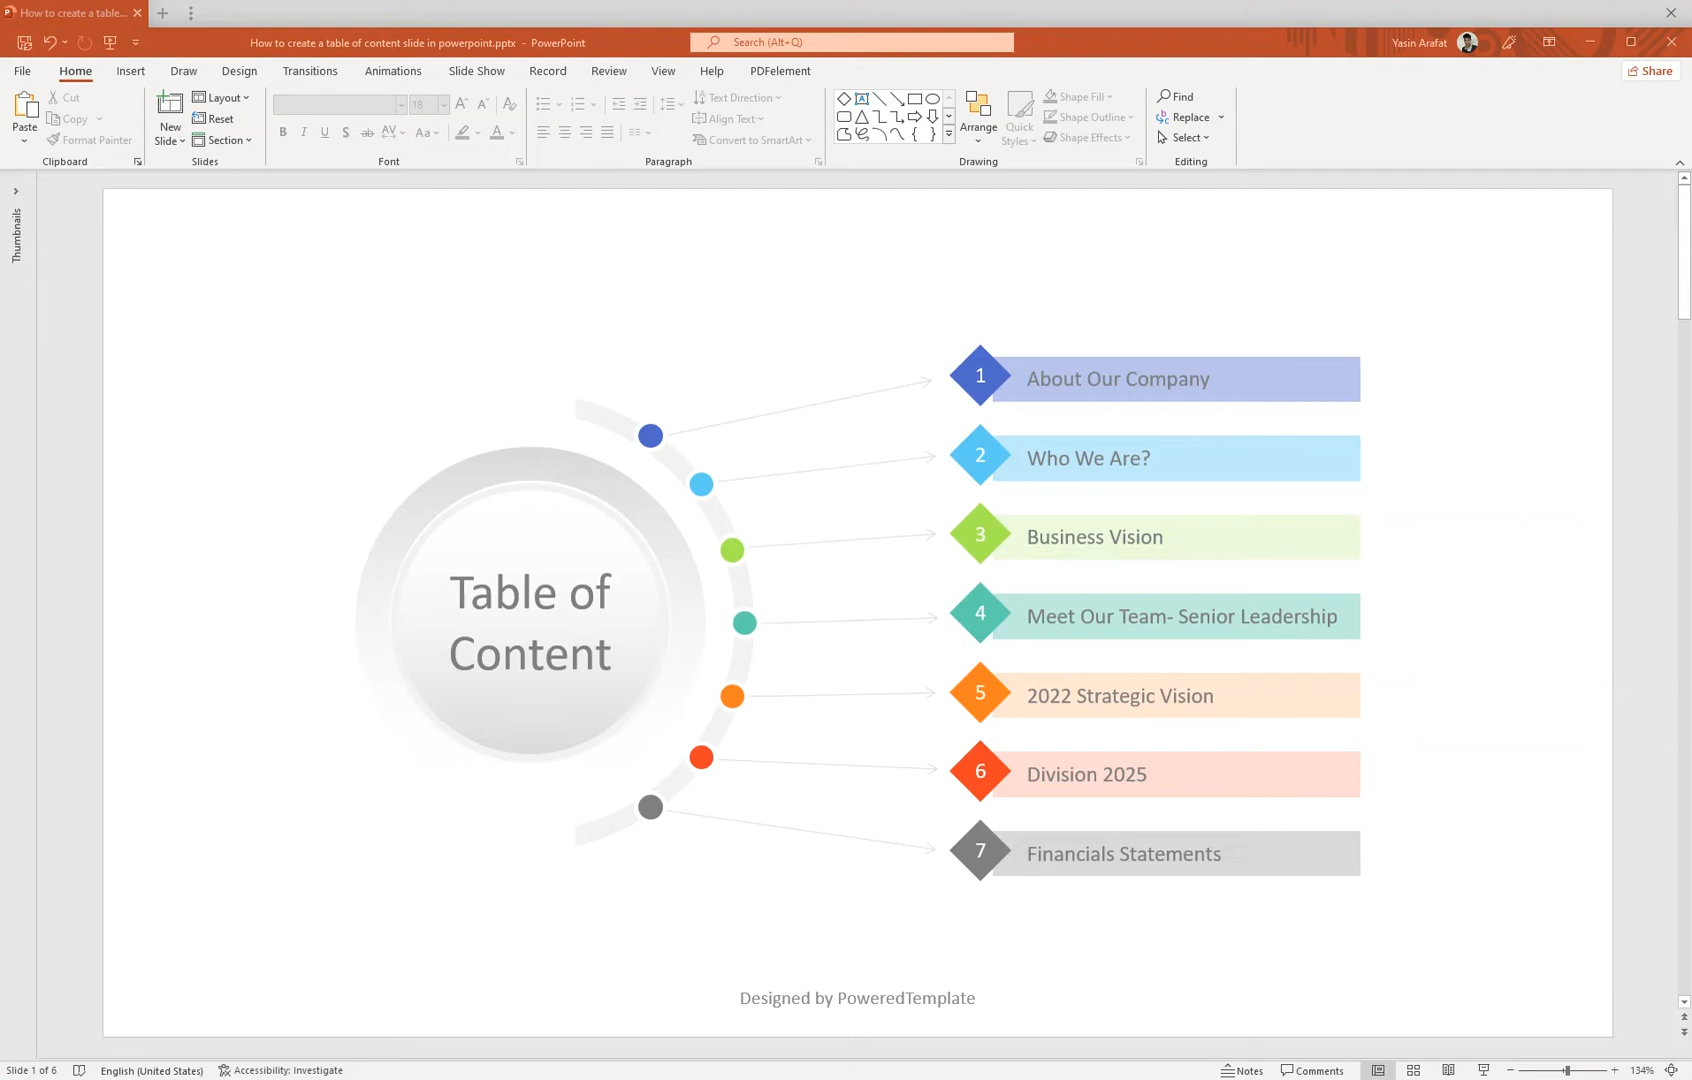 How to create a table...
How to create a table of content slide in powerpoint.pptx - PowerPoint
Search (Alt+Q)
Yasin Arafat
File Home Insert Draw Design Transitions Animations Slide Show Record Review View Help PDFelement
Share
Paste
Cut
Copy
Format Painter
Clipboard
New
Slide
Layout
Reset
Section
Slides
18
Font
Text Direction
Align Text
Convert to SmartArt
Paragraph
Arrange
Quick
Styles
Shape Fill
Shape Outline
Shape Effects
Drawing
Find
Replace
Select
Editing
Thumbnails
Table of
Content
1 About Our Company
2 Who We Are?
3 Business Vision
4 Meet Our Team- Senior Leadership
5 2022 Strategic Vision
6 Division 2025
7 Financials Statements
Designed by PoweredTemplate
Slide 1 of 6 English (United States) Accessibility: Investigate Notes Comments 134%